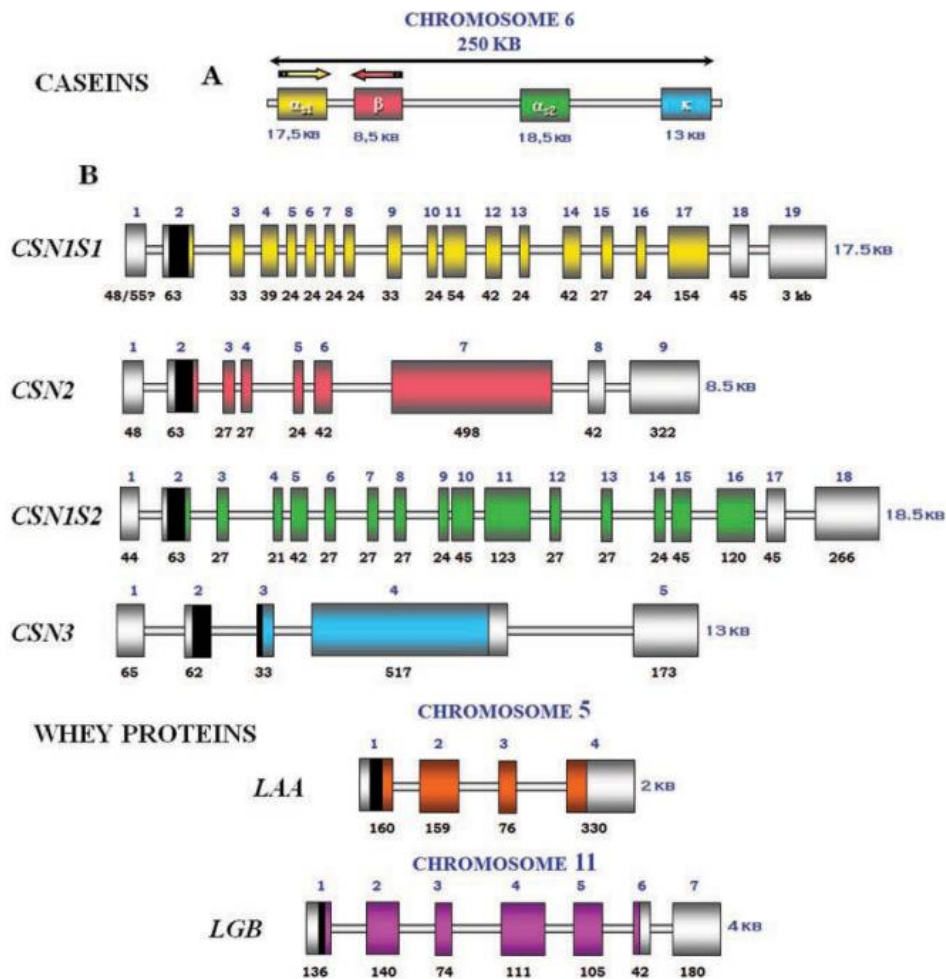 CHROMOSOME 6
250 KB
CASEINS
A
αs1
β
αs2
κ
17,5 KB
8,5 KB
18,5 KB
13 KB
B
1 2 3 4 5 6 7 8 9 10 11 12 13 14 15 16 17 18 19
CSN1S1
17.5 KB
48/55? 63 33 39 24 24 24 24 33 24 54 42 24 42 27 24 154 45 3 kb
1 2 3 4 5 6 7 8 9
CSN2
8.5 KB
48 63 27 27 24 42 498 42 322
1 2 3 4 5 6 7 8 9 10 11 12 13 14 15 16 17 18
CSN1S2
18.5 KB
44 63 27 21 42 27 27 27 24 45 123 27 27 24 45 120 45 266
1 2 3 4 5
CSN3
13 KB
65 62 33 517 173
CHROMOSOME 5
WHEY PROTEINS
1 2 3 4
LAA
2 KB
160 159 76 330
CHROMOSOME 11
1 2 3 4 5 6 7
LGB
4 KB
136 140 74 111 105 42 180